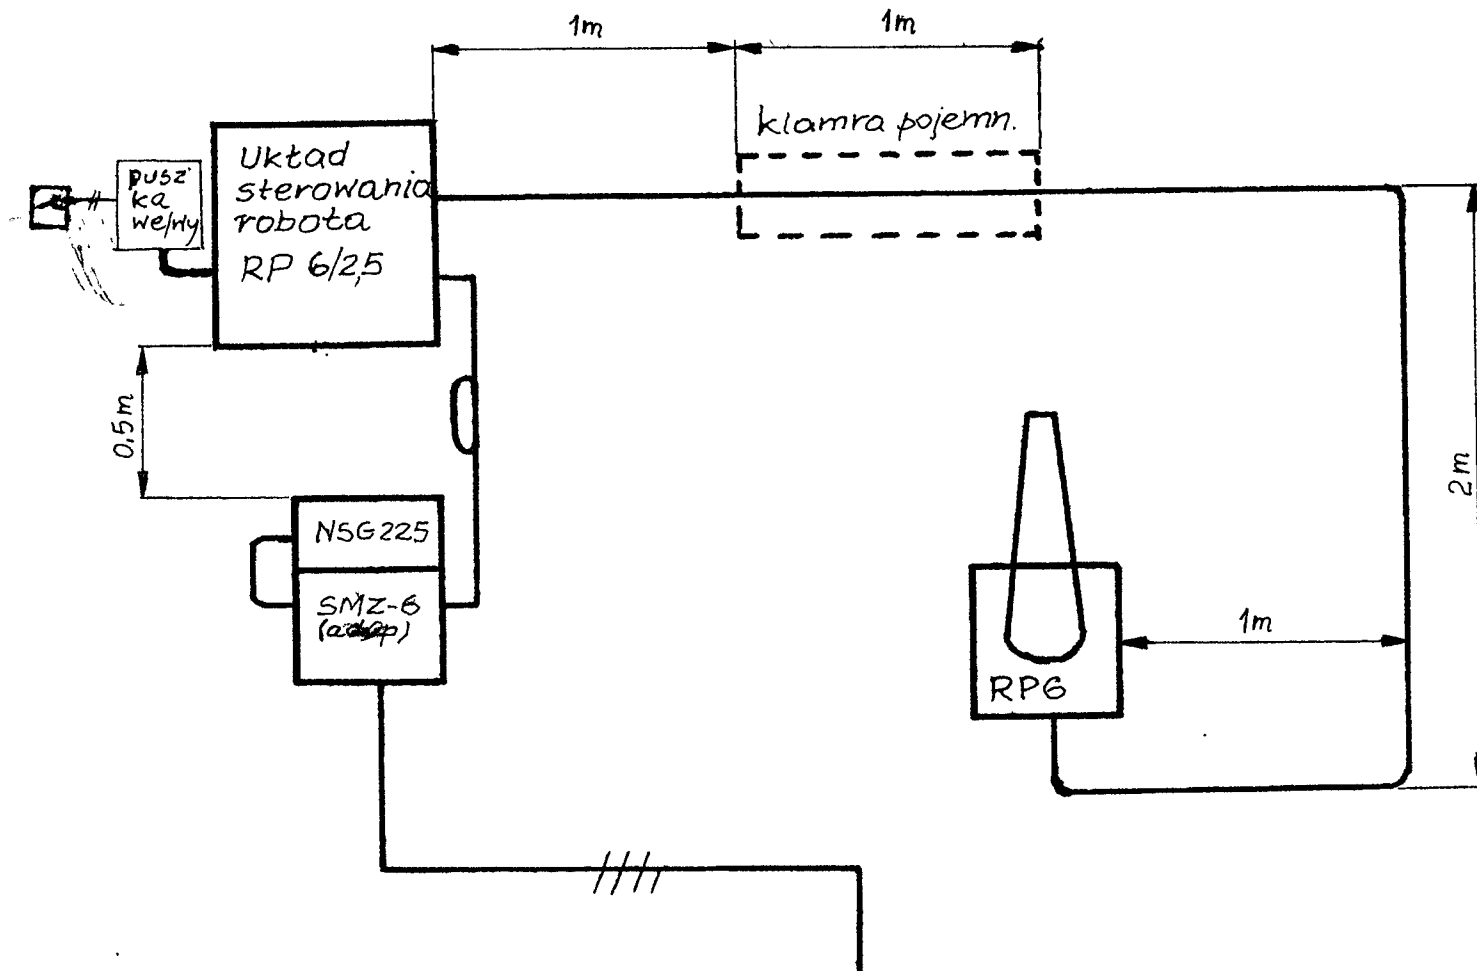 1m
1m
klamra pojemn.
Układ
sterowania
robota
RP 6/2,5
pusz
ka
we/wy
0,5m
NSG225
SMZ-6
2m
1m
RP6